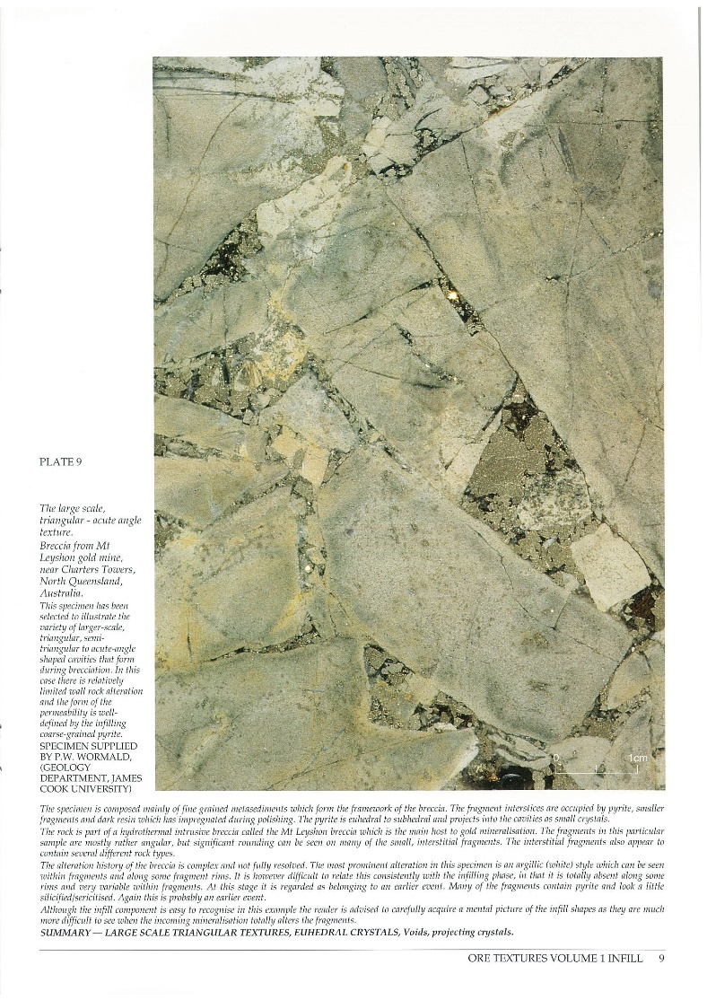 PLATE 9
The large scale,
triangular - acute angle
texture.
Breccia from Mt
Leyshon gold mine,
near Charters Towers,
North Queensland,
Australia.
This specimen has been
selected to illustrate the
variety of larger-scale,
triangular, semi-
triangular to acute-angle
shaped cavities that form
during brecciation. In this
case there is relatively
limited wall rock alteration
and the form of the
permeability is well-
defined by the infilling
coarse-grained pyrite.
SPECIMEN SUPPLIED
BY P.W. WORMALD,
(GEOLOGY
DEPARTMENT, JAMES
COOK UNIVERSITY)
0 1cm
The specimen is composed mainly of fine grained metasediments which form the framework of the breccia. The fragment interstices are occupied by pyrite, smaller
fragments and dark resin which has impregnated during polishing. The pyrite is euhedral to subhedral and projects into the cavities as small crystals.
The rock is part of a hydrothermal intrusive breccia called the Mt Leyshon breccia which is the main host to gold mineralisation. The fragments in this particular
sample are mostly rather angular, but significant rounding can be seen on many of the small, interstitial fragments. The interstitial fragments also appear to
contain several different rock types.
The alteration history of the breccia is complex and not fully resolved. The most prominent alteration in this specimen is an argillic (white) style which can be seen
within fragments and along some fragment rims. It is however difficult to relate this consistently with the infilling phase, in that it is totally absent along some
rims and very variable within fragments. At this stage it is regarded as belonging to an earlier event. Many of the fragments contain pyrite and look a little
silicified/sericitised. Again this is probably an earlier event.
Although the infill component is easy to recognise in this example the reader is advised to carefully acquire a mental picture of the infill shapes as they are much
more difficult to see when the incoming mineralisation totally alters the fragments.
SUMMARY — LARGE SCALE TRIANGULAR TEXTURES, EUHEDRAL CRYSTALS, Voids, projecting crystals.
ORE TEXTURES VOLUME 1 INFILL 9